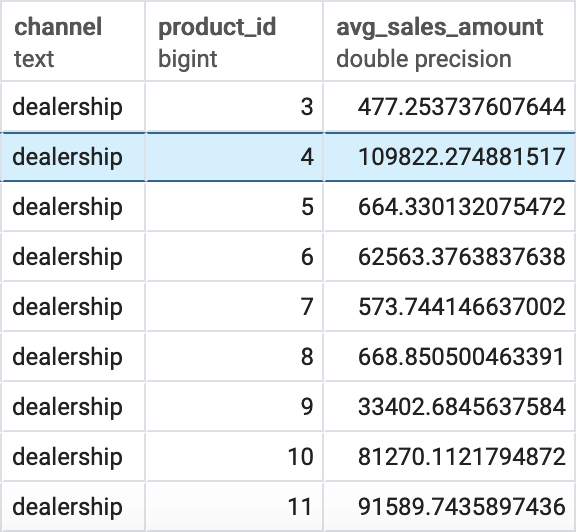 channel product_id avg_sales_amount
text bigint double precision
dealership 3 477.253737607644
dealership 4 109822.274881517
dealership 5 664.330132075472
dealership 6 62563.3763837638
dealership 7 573.744146637002
dealership 8 668.850500463391
dealership 9 33402.6845637584
dealership 10 81270.1121794872
dealership 11 91589.7435897436